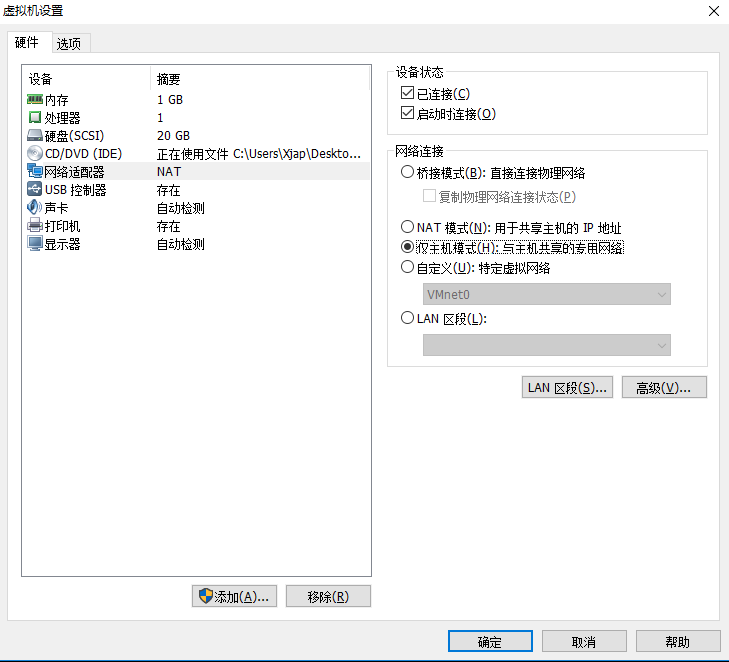 虚拟机设置
硬件 选项
设备 摘要
内存 1 GB
处理器 1
硬盘(SCSI) 20 GB
CD/DVD (IDE) 正在使用文件 C:\Users\Xjap\Deskto...
网络适配器 NAT
USB 控制器 存在
声卡 自动检测
打印机 存在
显示器 自动检测
添加(A)... 移除(R)
设备状态
已连接(C)
启动时连接(O)
网络连接
桥接模式(B): 直接连接物理网络
复制物理网络连接状态(P)
NAT 模式(N): 用于共享主机的 IP 地址
仅主机模式(H): 与主机共享的专用网络
自定义(U): 特定虚拟网络
VMnet0
LAN 区段(L):
LAN 区段(S)... 高级(V)...
确定 取消 帮助